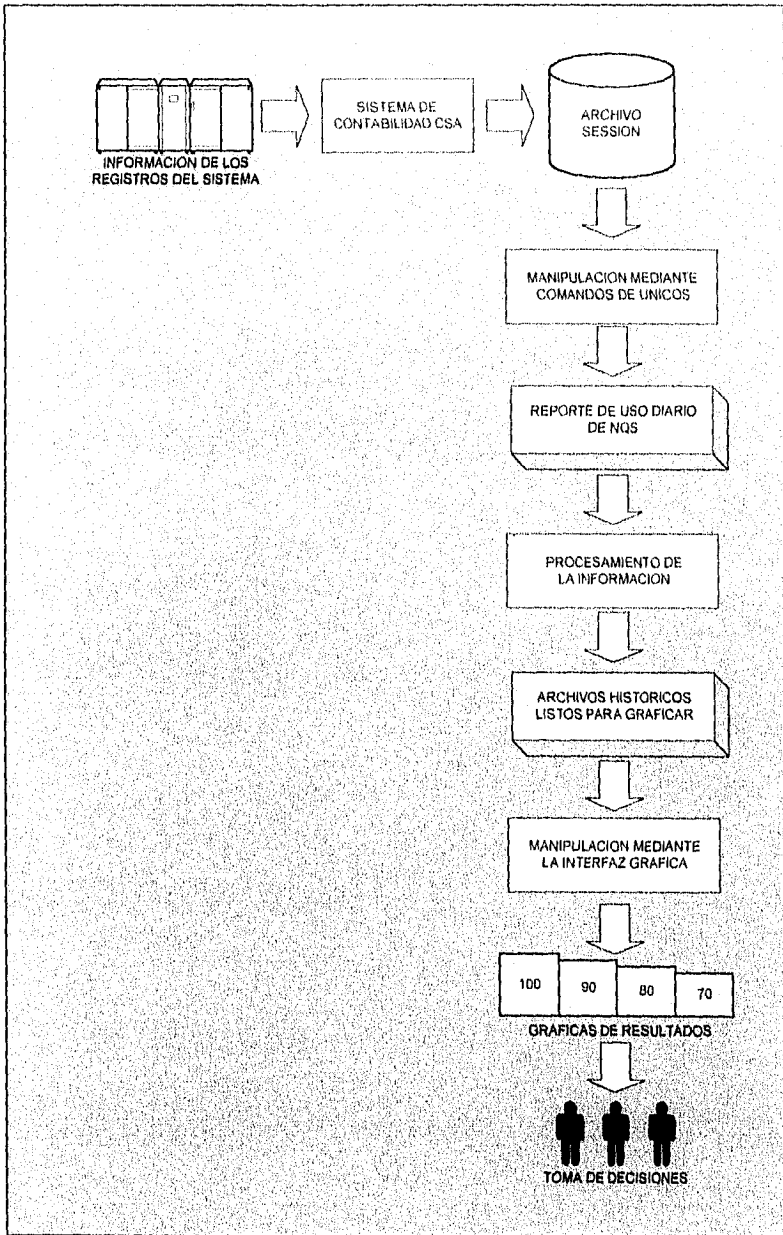 INFORMACION DE LOS
REGISTROS DEL SISTEMA
SISTEMA DE
CONTABILIDAD CSA
ARCHIVO
SESSION
MANIPULACION MEDIANTE
COMANDOS DE UNICOS
REPORTE DE USO DIARIO
DE NQS
PROCESAMIENTO DE
LA INFORMACION
ARCHIVOS HISTORICOS
LISTOS PARA GRAFICAR
MANIPULACION MEDIANTE
LA INTERFAZ GRAFICA
100 90 80 70
GRAFICAS DE RESULTADOS
TOMA DE DECISIONES